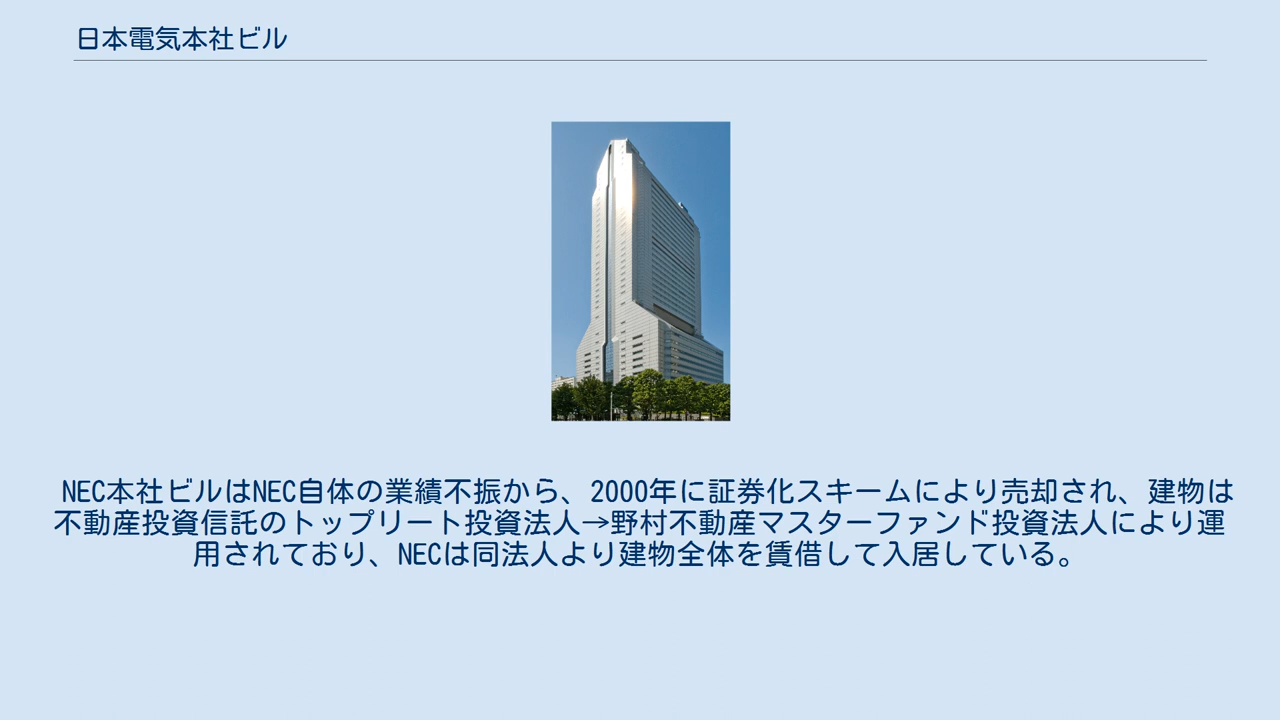 日本電気本社ビル
NEC本社ビルはNEC自体の業績不振から、2000年に証券化スキームにより売却され、建物は
不動産投資信託のトップリート投資法人→野村不動産マスターファンド投資法人により運
用されており、NECは同法人より建物全体を賃借して入居している。